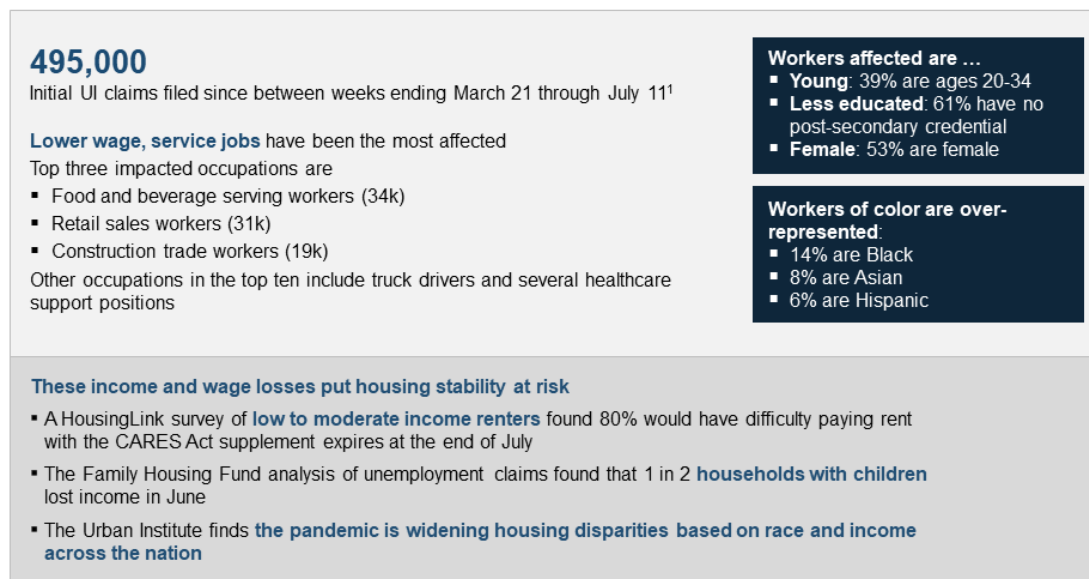 495,000
Initial UI claims filed since between weeks ending March 21 through July 11¹
Lower wage, service jobs have been the most affected
Top three impacted occupations are
▪ Food and beverage serving workers (34k)
▪ Retail sales workers (31k)
▪ Construction trade workers (19k)
Other occupations in the top ten include truck drivers and several healthcare
support positions
Workers affected are ...
▪ Young: 39% are ages 20-34
▪ Less educated: 61% have no
post-secondary credential
▪ Female: 53% are female
Workers of color are over-
represented:
▪ 14% are Black
▪ 8% are Asian
▪ 6% are Hispanic
These income and wage losses put housing stability at risk
▪ A HousingLink survey of low to moderate income renters found 80% would have difficulty paying rent
with the CARES Act supplement expires at the end of July
▪ The Family Housing Fund analysis of unemployment claims found that 1 in 2 households with children
lost income in June
▪ The Urban Institute finds the pandemic is widening housing disparities based on race and income
across the nation